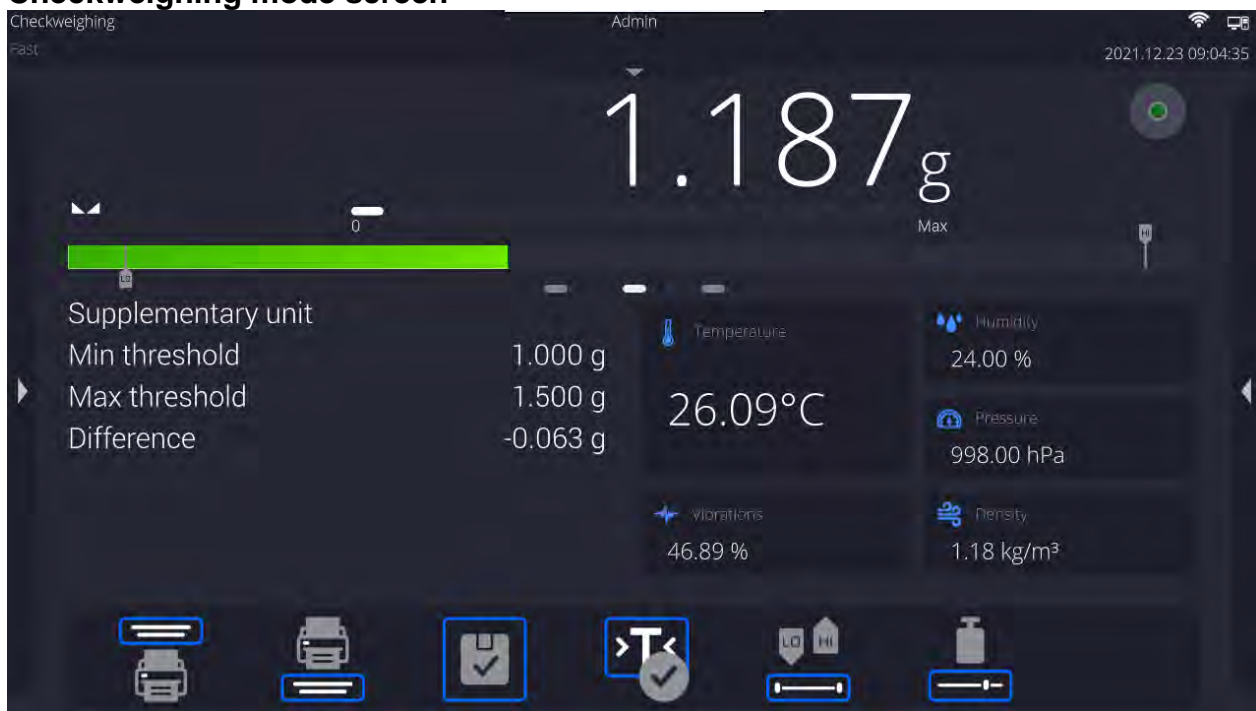 Checkweighing mode screen
Checkweighing
Admin
Fast
2021.12.23 09:04:35
1.187 g
0
Max
HI
LO
Supplementary unit
Min threshold 1.000 g
Max threshold 1.500 g
Difference -0.063 g
Temperature
26.09°C
Humidity
24.00 %
Pressure
998.00 hPa
Vibrations
46.89 %
Density
1.18 kg/m³
>T<
LO HI